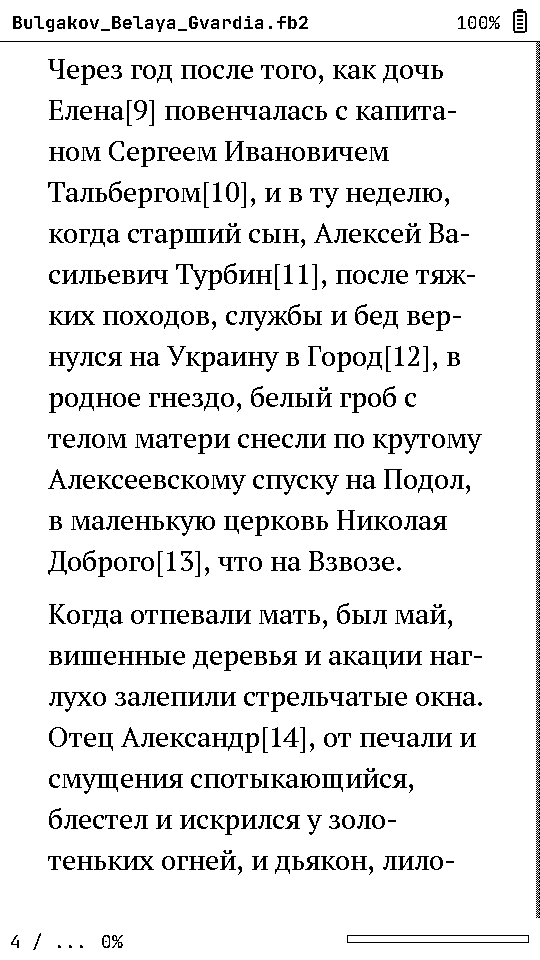 Bulgakov_Belaya_Gvardia.fb2 100%
Через год после того, как дочь
Елена[9] повенчалась с капита-
ном Сергеем Ивановичем
Тальбергом[10], и в ту неделю,
когда старший сын, Алексей Ва-
сильевич Турбин[11], после тяж-
ких походов, службы и бед вер-
нулся на Украину в Город[12], в
родное гнездо, белый гроб с
телом матери снесли по крутому
Алексеевскому спуску на Подол,
в маленькую церковь Николая
Доброго[13], что на Взвозе.
Когда отпевали мать, был май,
вишенные деревья и акации наг-
лухо залепили стрельчатые окна.
Отец Александр[14], от печали и
смущения спотыкающийся,
блестел и искрился у золо-
теньких огней, и дьякон, лило-
4 / ... 0%